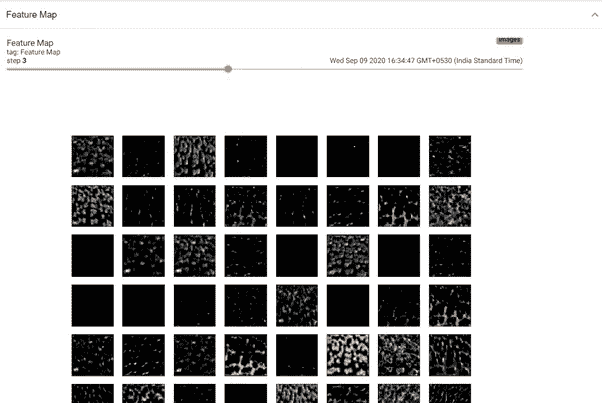 Feature Map
Feature Map
images
tag: Feature Map
step 3
Wed Sep 09 2020 16:34:47 GMT+0530 (India Standard Time)